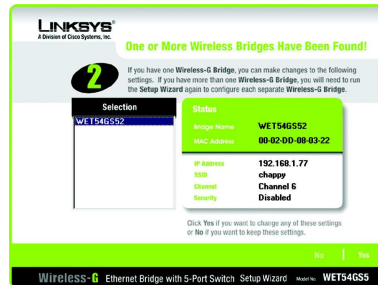 LINKSYS®
A Division of Cisco Systems, Inc.
One or More Wireless Bridges Have Been Found!
2
If you have one Wireless-G Bridge, you can make changes to the following
settings. If you have more than one Wireless-G Bridge, you will need to run
the Setup Wizard again to configure each separate Wireless-G Bridge.
Selection
WET54GS52
Status
Bridge Name WET54GS52
MAC Address 00-02-DD-08-03-22
IP Address 192.168.1.77
SSID chappy
Channel Channel 6
Security Disabled
Click Yes if you want to change any of these settings
or No if you want to keep these settings.
No Yes
Wireless-G Ethernet Bridge with 5-Port Switch Setup Wizard Model No. WET54GS5